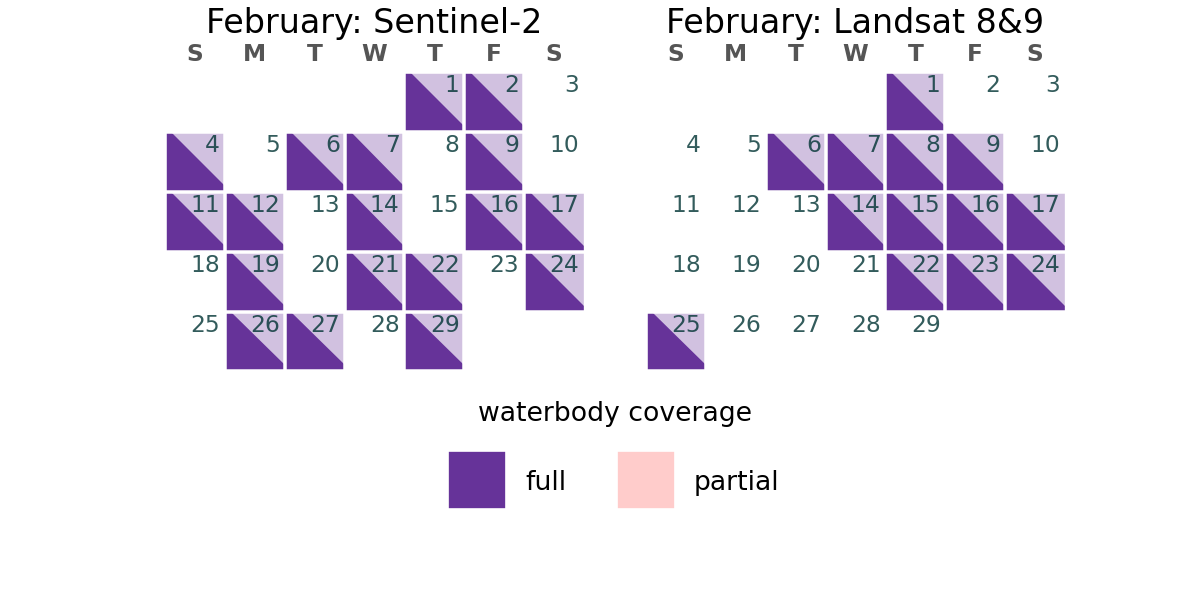 February: Sentinel-2
S M T W T F S
1 2 3
4 5 6 7 8 9 10
11 12 13 14 15 16 17
18 19 20 21 22 23 24
25 26 27 28 29
February: Landsat 8&9
S M T W T F S
1 2 3
4 5 6 7 8 9 10
11 12 13 14 15 16 17
18 19 20 21 22 23 24
25 26 27 28 29
waterbody coverage
full partial